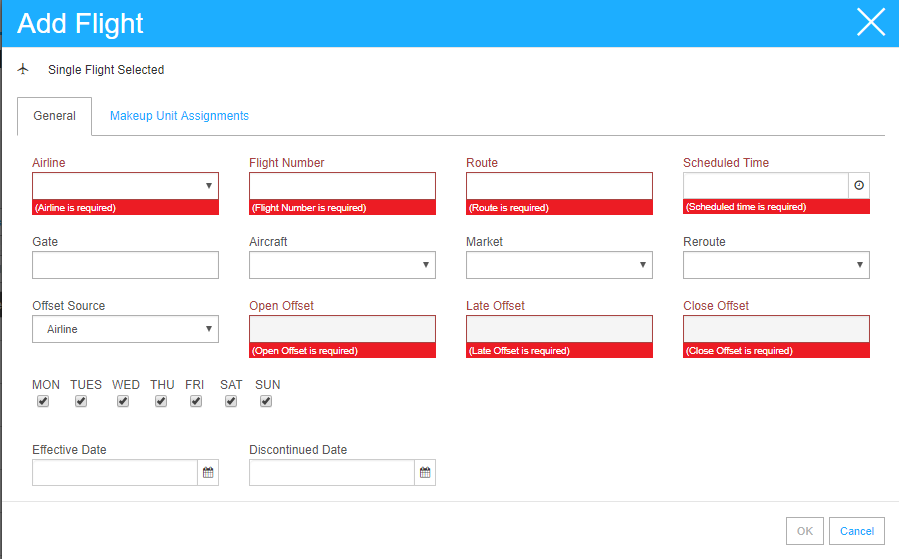 Add Flight
Single Flight Selected
General Makeup Unit Assignments
Airline Flight Number Route Scheduled Time
(Airline is required) (Flight Number is required) (Route is required) (Scheduled time is required)
Gate Aircraft Market Reroute
Offset Source Open Offset Late Offset Close Offset
Airline
(Open Offset is required) (Late Offset is required) (Close Offset is required)
MON TUES WED THU FRI SAT SUN
Effective Date Discontinued Date
OK Cancel